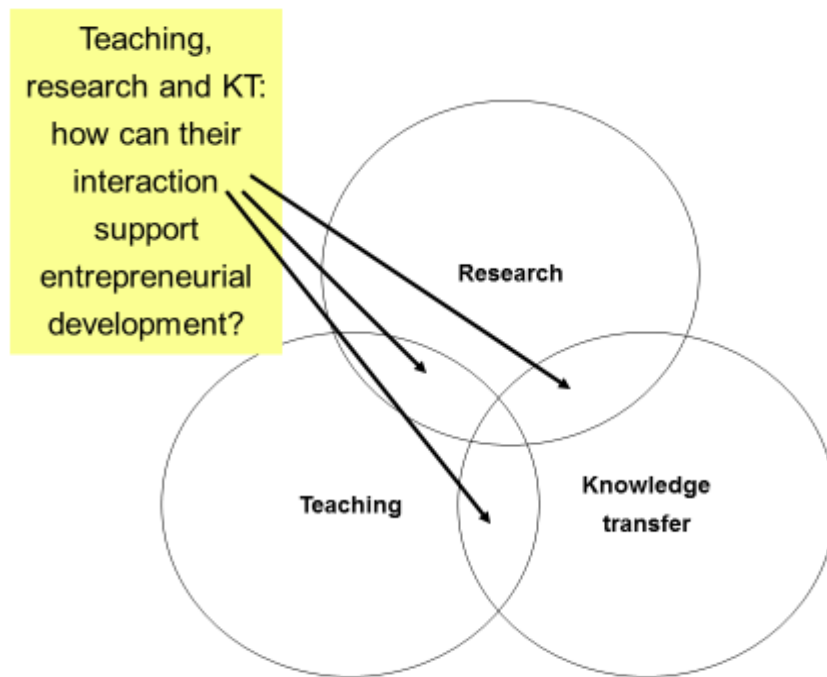 Teaching,
research and KT:
how can their
interaction
support
entrepreneurial
development?
Research
Teaching
Knowledge
transfer